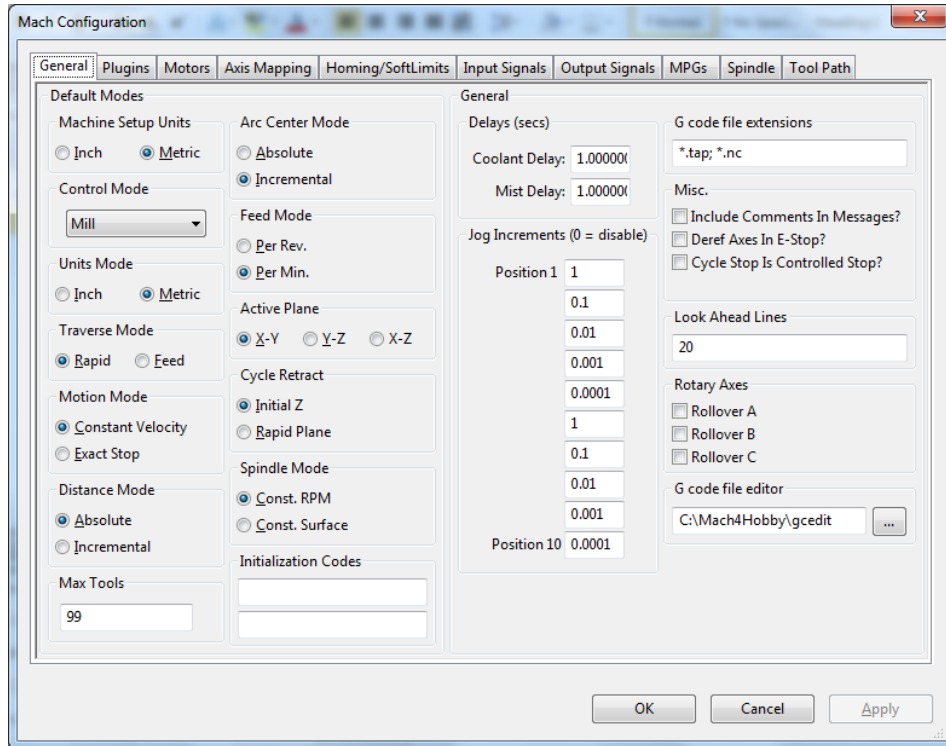 Mach Configuration
General Plugins Motors Axis Mapping Homing/SoftLimits Input Signals Output Signals MPGs Spindle Tool Path
Default Modes
Machine Setup Units
Inch Metric
Control Mode
Mill
Units Mode
Inch Metric
Traverse Mode
Rapid Feed
Motion Mode
Constant Velocity
Exact Stop
Distance Mode
Absolute
Incremental
Max Tools
99
Arc Center Mode
Absolute
Incremental
Feed Mode
Per Rev.
Per Min.
Active Plane
X-Y Y-Z X-Z
Cycle Retract
Initial Z
Rapid Plane
Spindle Mode
Const. RPM
Const. Surface
Initialization Codes
General
Delays (secs)
Coolant Delay: 1.00000
Mist Delay: 1.00000
Jog Increments (0 = disable)
Position 1 1
0.1
0.01
0.001
0.0001
1
0.1
0.01
0.001
Position 10 0.0001
G code file extensions
*.tap; *.nc
Misc.
Include Comments In Messages?
Deref Axes In E-Stop?
Cycle Stop Is Controlled Stop?
Look Ahead Lines
20
Rotary Axes
Rollover A
Rollover B
Rollover C
G code file editor
C:\Mach4Hobby\gcedit
...
OK Cancel Apply